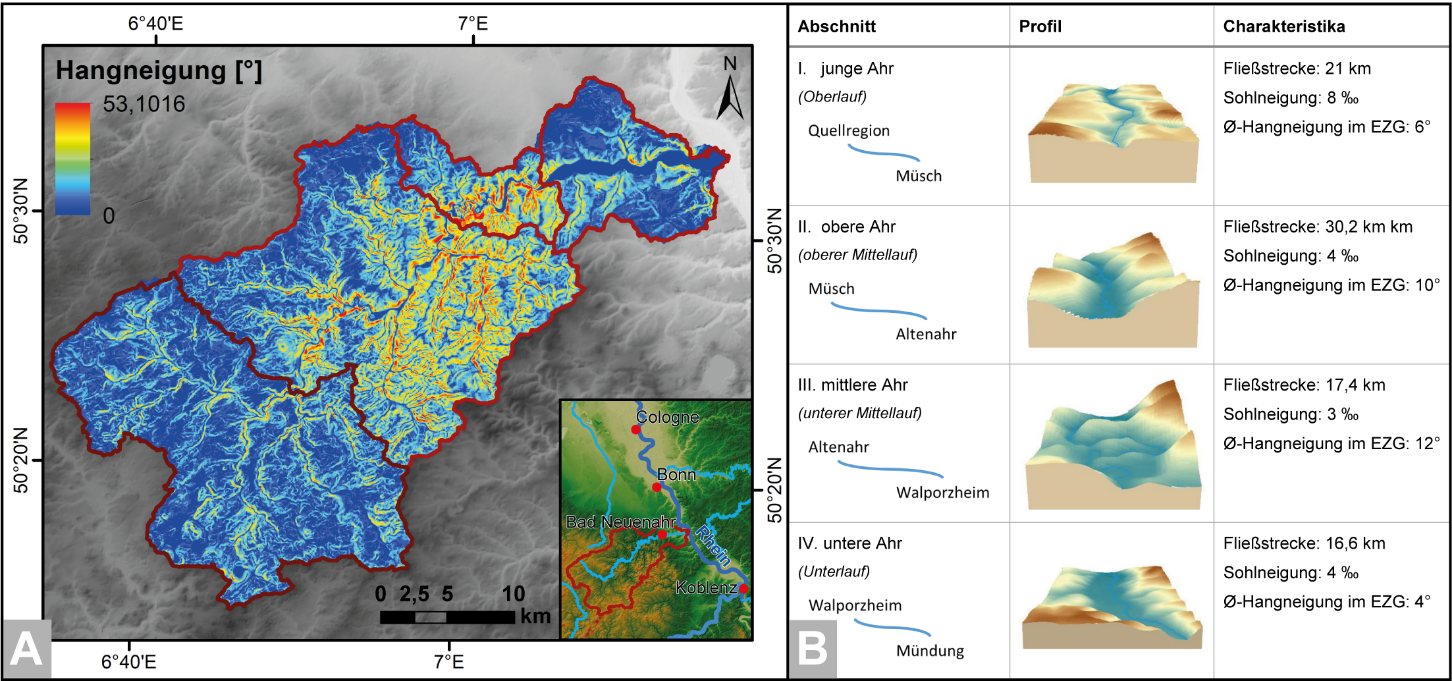 6°40'E
7°E
Hangneigung [°]
53,1016
0
N
50°30'N
50°20'N
50°30'N
50°20'N
Cologne
Bonn
Bad Neuenahr
Rhein
Koblenz
0 2,5 5 10
km
A
6°40'E
7°E
Abschnitt Profil Charakteristika
I. junge Ahr
(Oberlauf)
Quellregion
Müsch
Fließstrecke: 21 km
Sohlneigung: 8 ‰
Ø-Hangneigung im EZG: 6°
II. obere Ahr
(oberer Mittellauf)
Müsch
Altenahr
Fließstrecke: 30,2 km km
Sohlneigung: 4 ‰
Ø-Hangneigung im EZG: 10°
III. mittlere Ahr
(unterer Mittellauf)
Altenahr
Walporzheim
Fließstrecke: 17,4 km
Sohlneigung: 3 ‰
Ø-Hangneigung im EZG: 12°
IV. untere Ahr
(Unterlauf)
Walporzheim
Mündung
Fließstrecke: 16,6 km
Sohlneigung: 4 ‰
Ø-Hangneigung im EZG: 4°
B